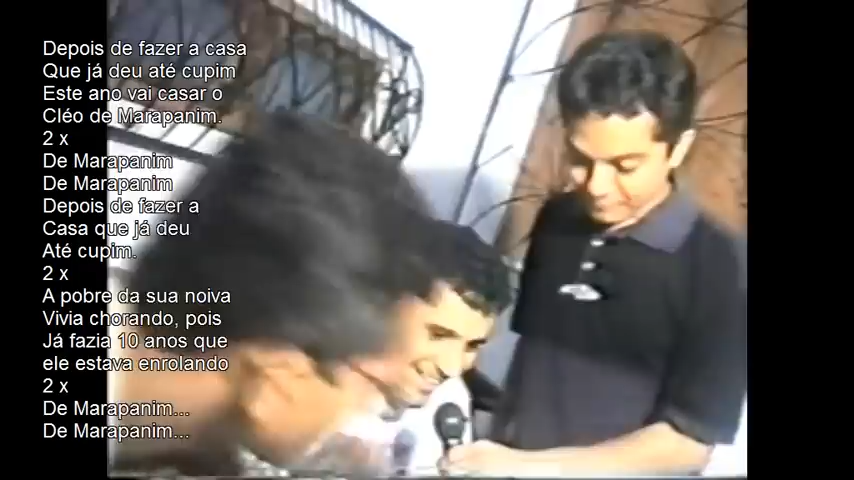 Depois de fazer a casa
Que já deu até cupim
Este ano vai casar o
Cléo de Marapanim.
2 x
De Marapanim
De Marapanim
Depois de fazer a
Casa que já deu
Até cupim.
2 x
A pobre da sua noiva
Vivia chorando, pois
Já fazia 10 anos que
ele estava enrolando
2 x
De Marapanim...
De Marapanim...